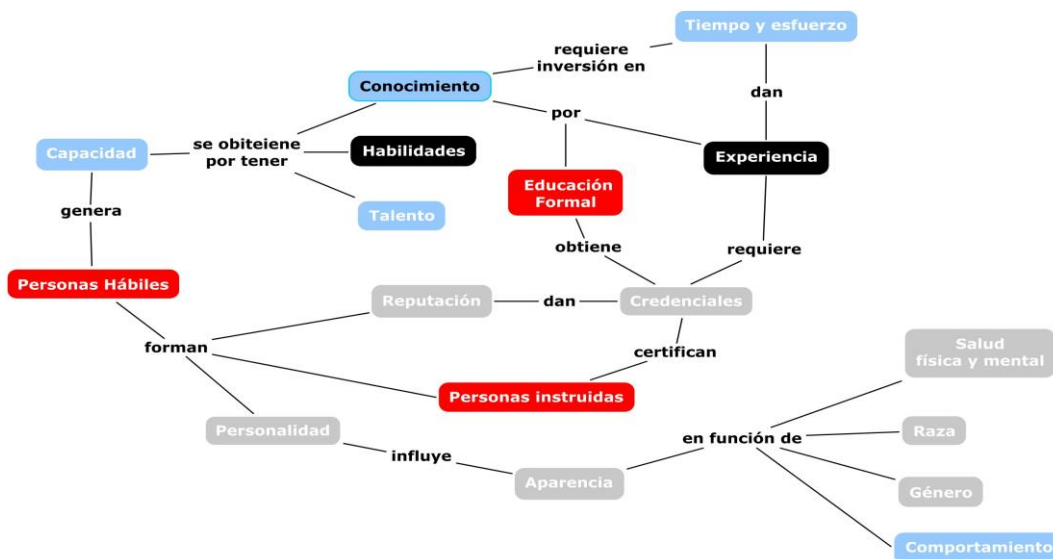 Tiempo y esfuerzo
requiere
inversión en
Conocimiento
dan
por
se obiteiene
por tener
Capacidad
Habilidades
Experiencia
Educación
Formal
Talento
genera
obtiene
requiere
Personas Hábiles
Reputación
dan
Credenciales
forman
certifican
Salud
física y mental
Personas instruidas
Personalidad
en función de
Raza
influye
Aparencia
Género
Comportamiento